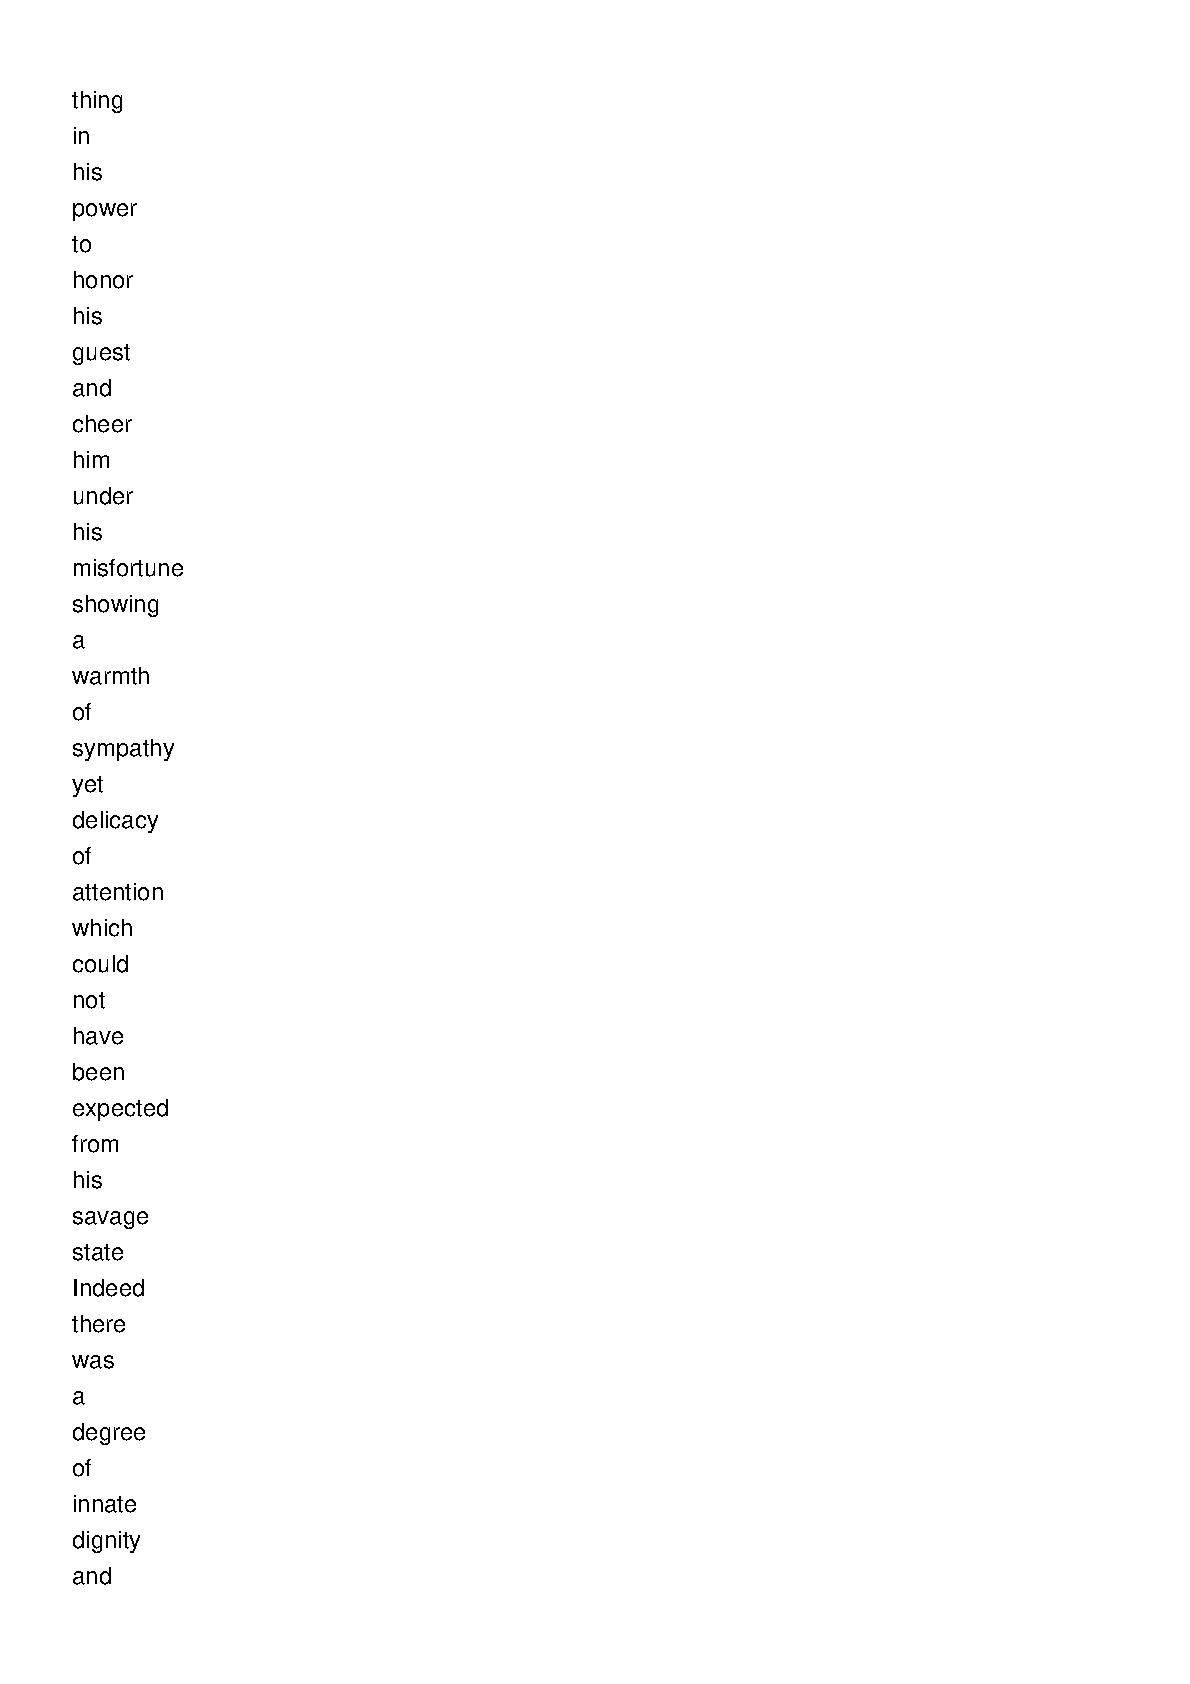 thing
in
his
power
to
honor
his
guest
and
cheer
him
under
his
misfortune
showing
a
warmth
of
sympathy
yet
delicacy
of
attention
which
could
not
have
been
expected
from
his
savage
state
Indeed
there
was
a
degree
of
innate
dignity
and